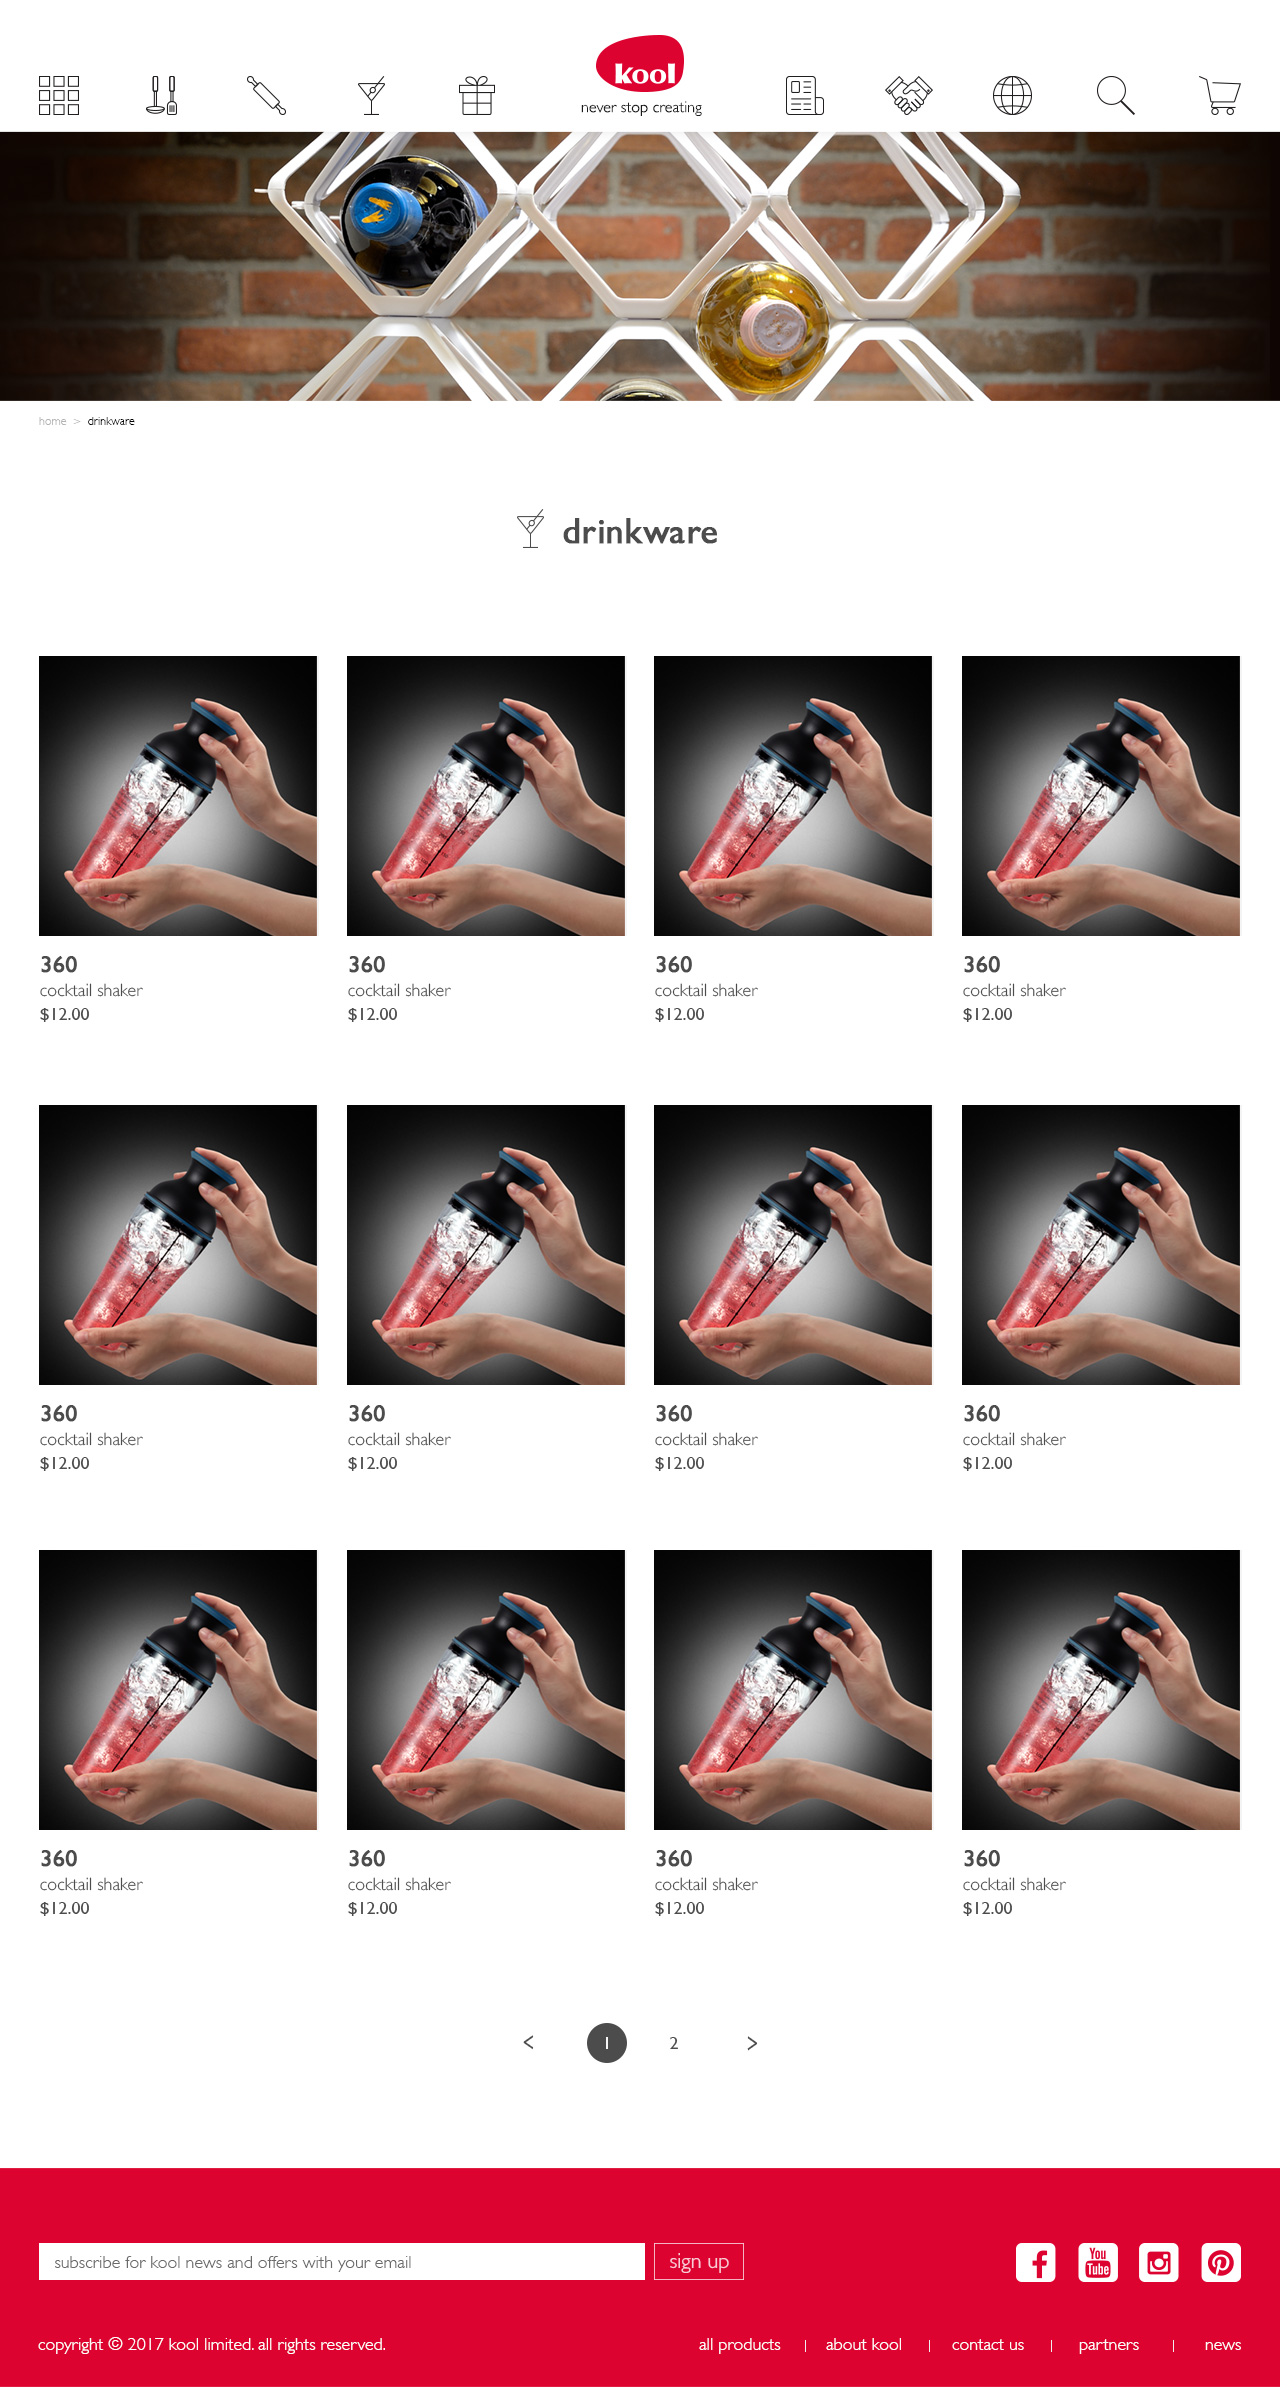 kool
never stop creating
home > drinkware
drinkware
360 360 360 360
cocktail shaker cocktail shaker cocktail shaker cocktail shaker
$12.00 $12.00 $12.00 $12.00
360 360 360 360
cocktail shaker cocktail shaker cocktail shaker cocktail shaker
$12.00 $12.00 $12.00 $12.00
360 360 360 360
cocktail shaker cocktail shaker cocktail shaker cocktail shaker
$12.00 $12.00 $12.00 $12.00
< 1 2 >
subscribe for kool news and offers with your email sign up
You
Tube
copyright © 2017 kool limited. all rights reserved. all products | about kool | contact us | partners | news